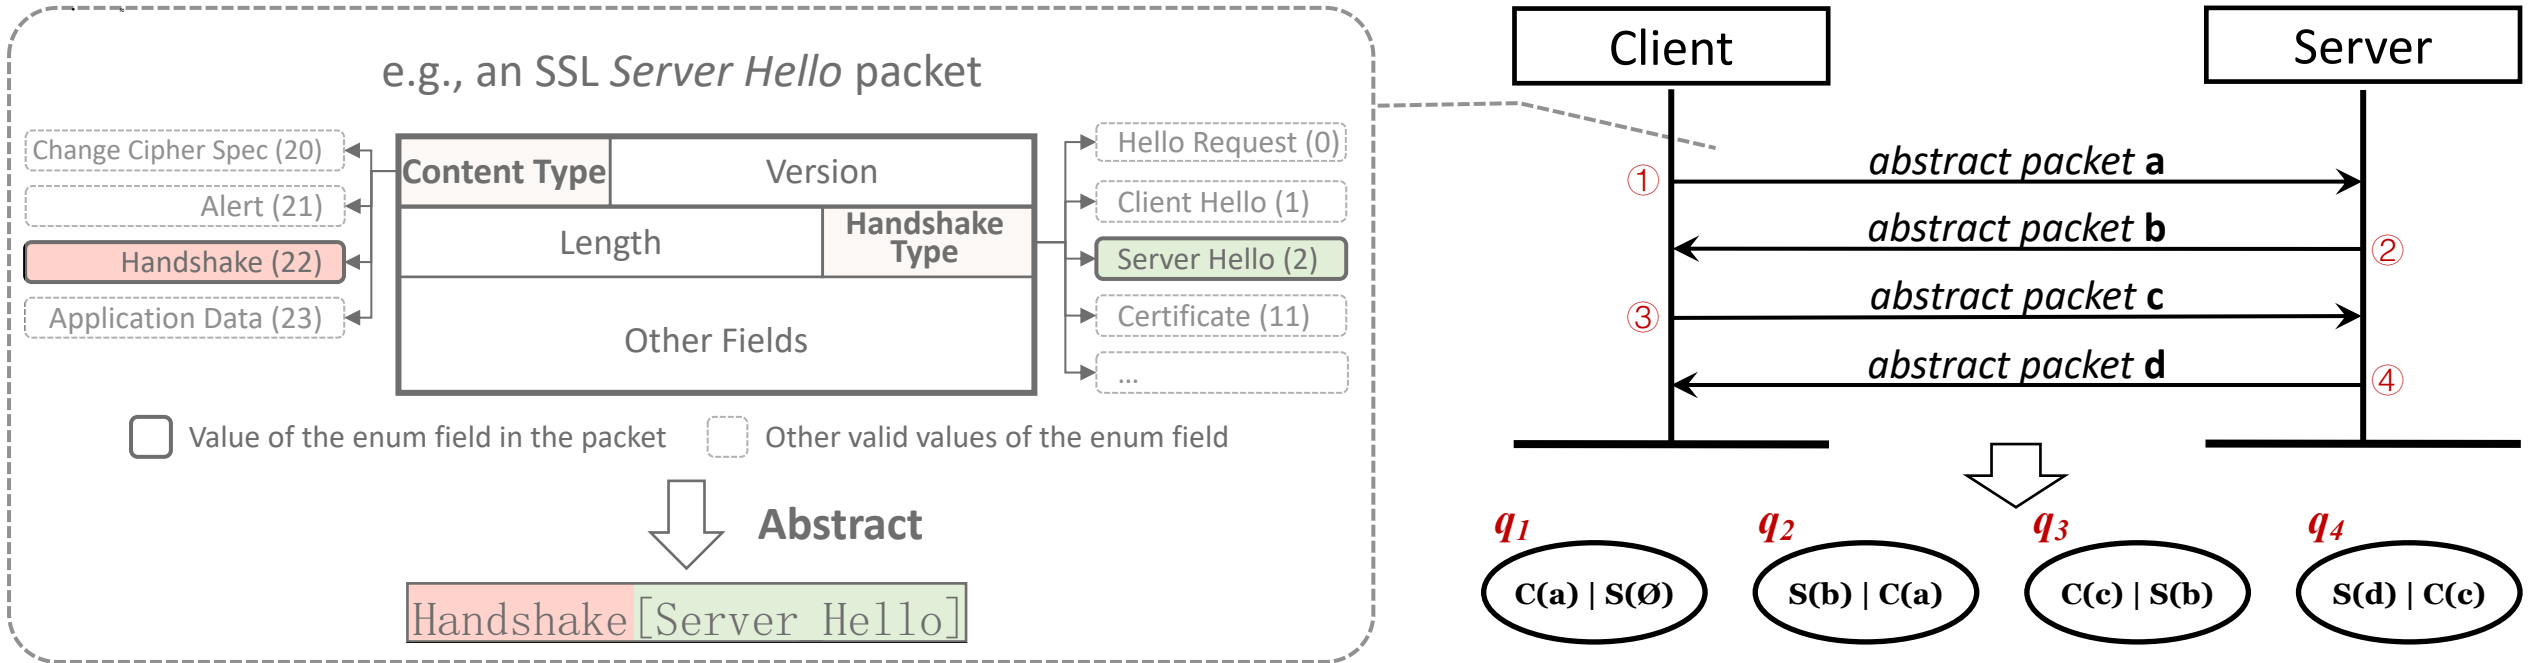 e.g., an SSL Server Hello packet
Change Cipher Spec (20)
Alert (21)
Handshake (22)
Application Data (23)
Content Type
Version
Length
Handshake
Type
Other Fields
Hello Request (0)
Client Hello (1)
Server Hello (2)
Certificate (11)
...
Value of the enum field in the packet
Other valid values of the enum field
Abstract
Handshake[Server Hello]
Client
Server
① abstract packet a
abstract packet b ②
③ abstract packet c
abstract packet d ④
q1
q2
q3
q4
C(a) | S(Ø)
S(b) | C(a)
C(c) | S(b)
S(d) | C(c)